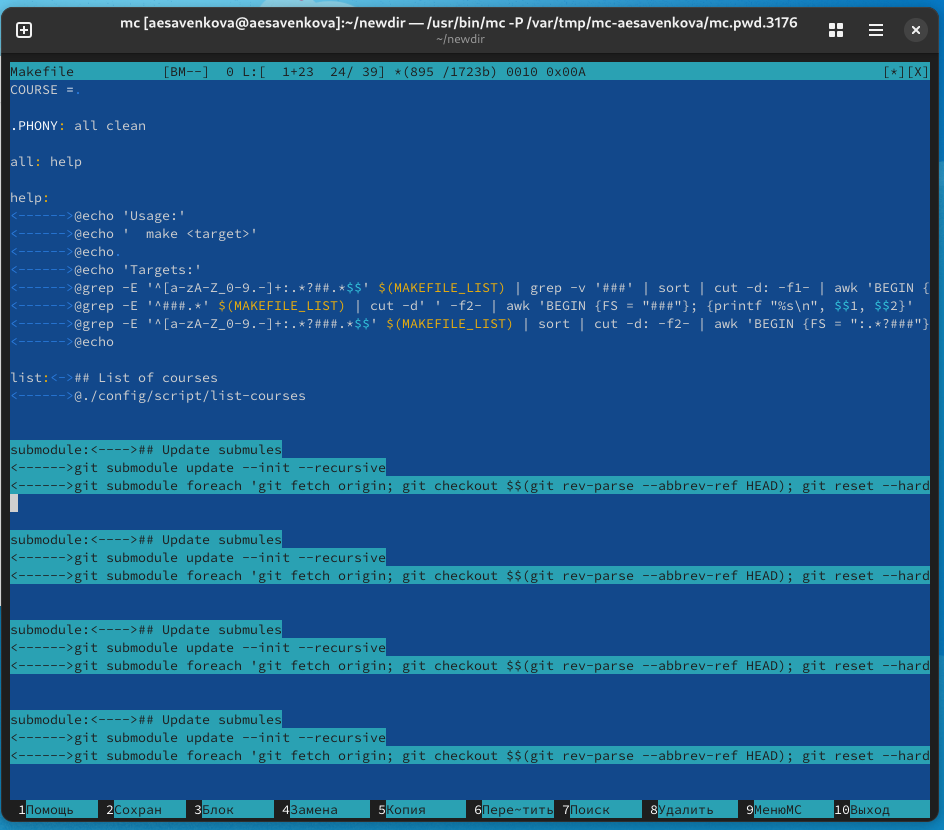 mc [aesavenkova@aesavenkova]:~/newdir — /usr/bin/mc -P /var/tmp/mc-aesavenkova/mc.pwd.3176
~/newdir
Makefile [BM--] 0 L:[ 1+23 24/ 39] *(895 /1723b) 0010 0x00A [*][X]
COURSE =.
.PHONY: all clean
all: help
help:
<------>@echo 'Usage:'
<------>@echo '  make <target>'
<------>@echo.
<------>@echo 'Targets:'
<------>@grep -E '^[a-zA-Z_0-9.-]+:.*?##.*$$' $(MAKEFILE_LIST) | grep -v '###' | sort | cut -d: -f1- | awk 'BEGIN {
<------>@grep -E '^###.*' $(MAKEFILE_LIST) | cut -d' ' -f2- | awk 'BEGIN {FS = "###"}; {printf "%s\n", $$1, $$2}'
<------>@grep -E '^[a-zA-Z_0-9.-]+:.*?###.*$$' $(MAKEFILE_LIST) | sort | cut -d: -f2- | awk 'BEGIN {FS = ":.*?###"}
<------>@echo
list:<->## List of courses
<------>@./config/script/list-courses
submodule:<---->## Update submules
<------>git submodule update --init --recursive
<------>git submodule foreach 'git fetch origin; git checkout $$(git rev-parse --abbrev-ref HEAD); git reset --hard
submodule:<---->## Update submules
<------>git submodule update --init --recursive
<------>git submodule foreach 'git fetch origin; git checkout $$(git rev-parse --abbrev-ref HEAD); git reset --hard
submodule:<---->## Update submules
<------>git submodule update --init --recursive
<------>git submodule foreach 'git fetch origin; git checkout $$(git rev-parse --abbrev-ref HEAD); git reset --hard
submodule:<---->## Update submules
<------>git submodule update --init --recursive
<------>git submodule foreach 'git fetch origin; git checkout $$(git rev-parse --abbrev-ref HEAD); git reset --hard
1Помощь 2Сохран 3Блок 4Замена 5Копия 6Пере~тить 7Поиск 8Удалить 9МенюMC 10Выход